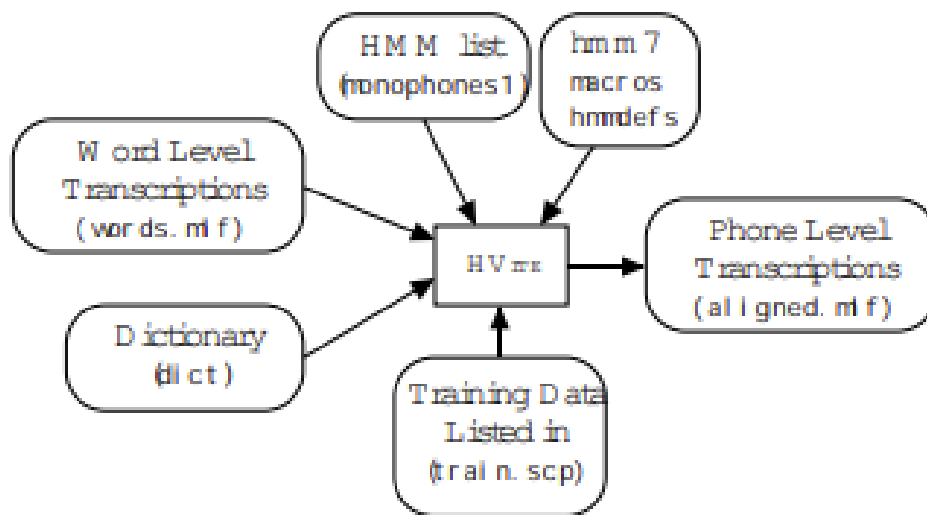 HMM list
(monophones1)
hmm7
macros
hmmdefs
Word Level
Transcriptions
(words.mlf)
HVITE
Phone Level
Transcriptions
(aligned.mlf)
Dictionary
(dict)
Training Data
Listed in
(train.scp)